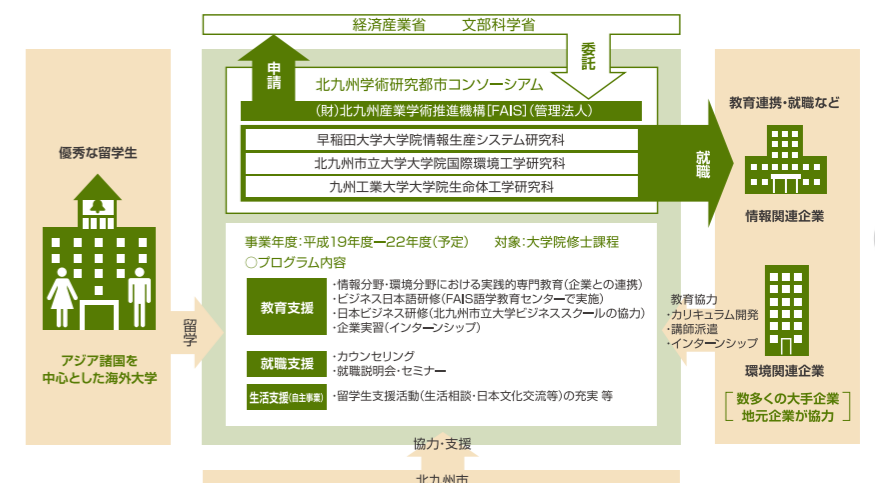 経済産業省 文部科学省
申請
委託
北九州学術研究都市コンソーシアム
(財)北九州産業学術推進機構[FAIS](管理法人)
早稲田大学大学院情報生産システム研究科
北九州市立大学大学院国際環境工学研究科
九州工業大学大学院生命体工学研究科
就職
優秀な留学生
アジア諸国を
中心とした海外大学
留学
事業年度:平成19年度ー22年度(予定) 対象:大学院修士課程
○プログラム内容
教育支援
・情報分野・環境分野における実践的専門教育(企業との連携)
・ビジネス日本語研修(FAIS語学教育センターで実施)
・日本ビジネス研修(北九州市立大学ビジネススクールの協力)
・企業実習(インターンシップ)
就職支援
・カウンセリング
・就職説明会・セミナー
生活支援(自主事業)
・留学生支援活動(生活相談・日本文化交流等)の充実 等
教育連携・就職など
情報関連企業
教育協力
・カリキュラム開発
・講師派遣
・インターンシップ
環境関連企業
数多くの大手企業
地元企業が協力
協力・支援
北九州市